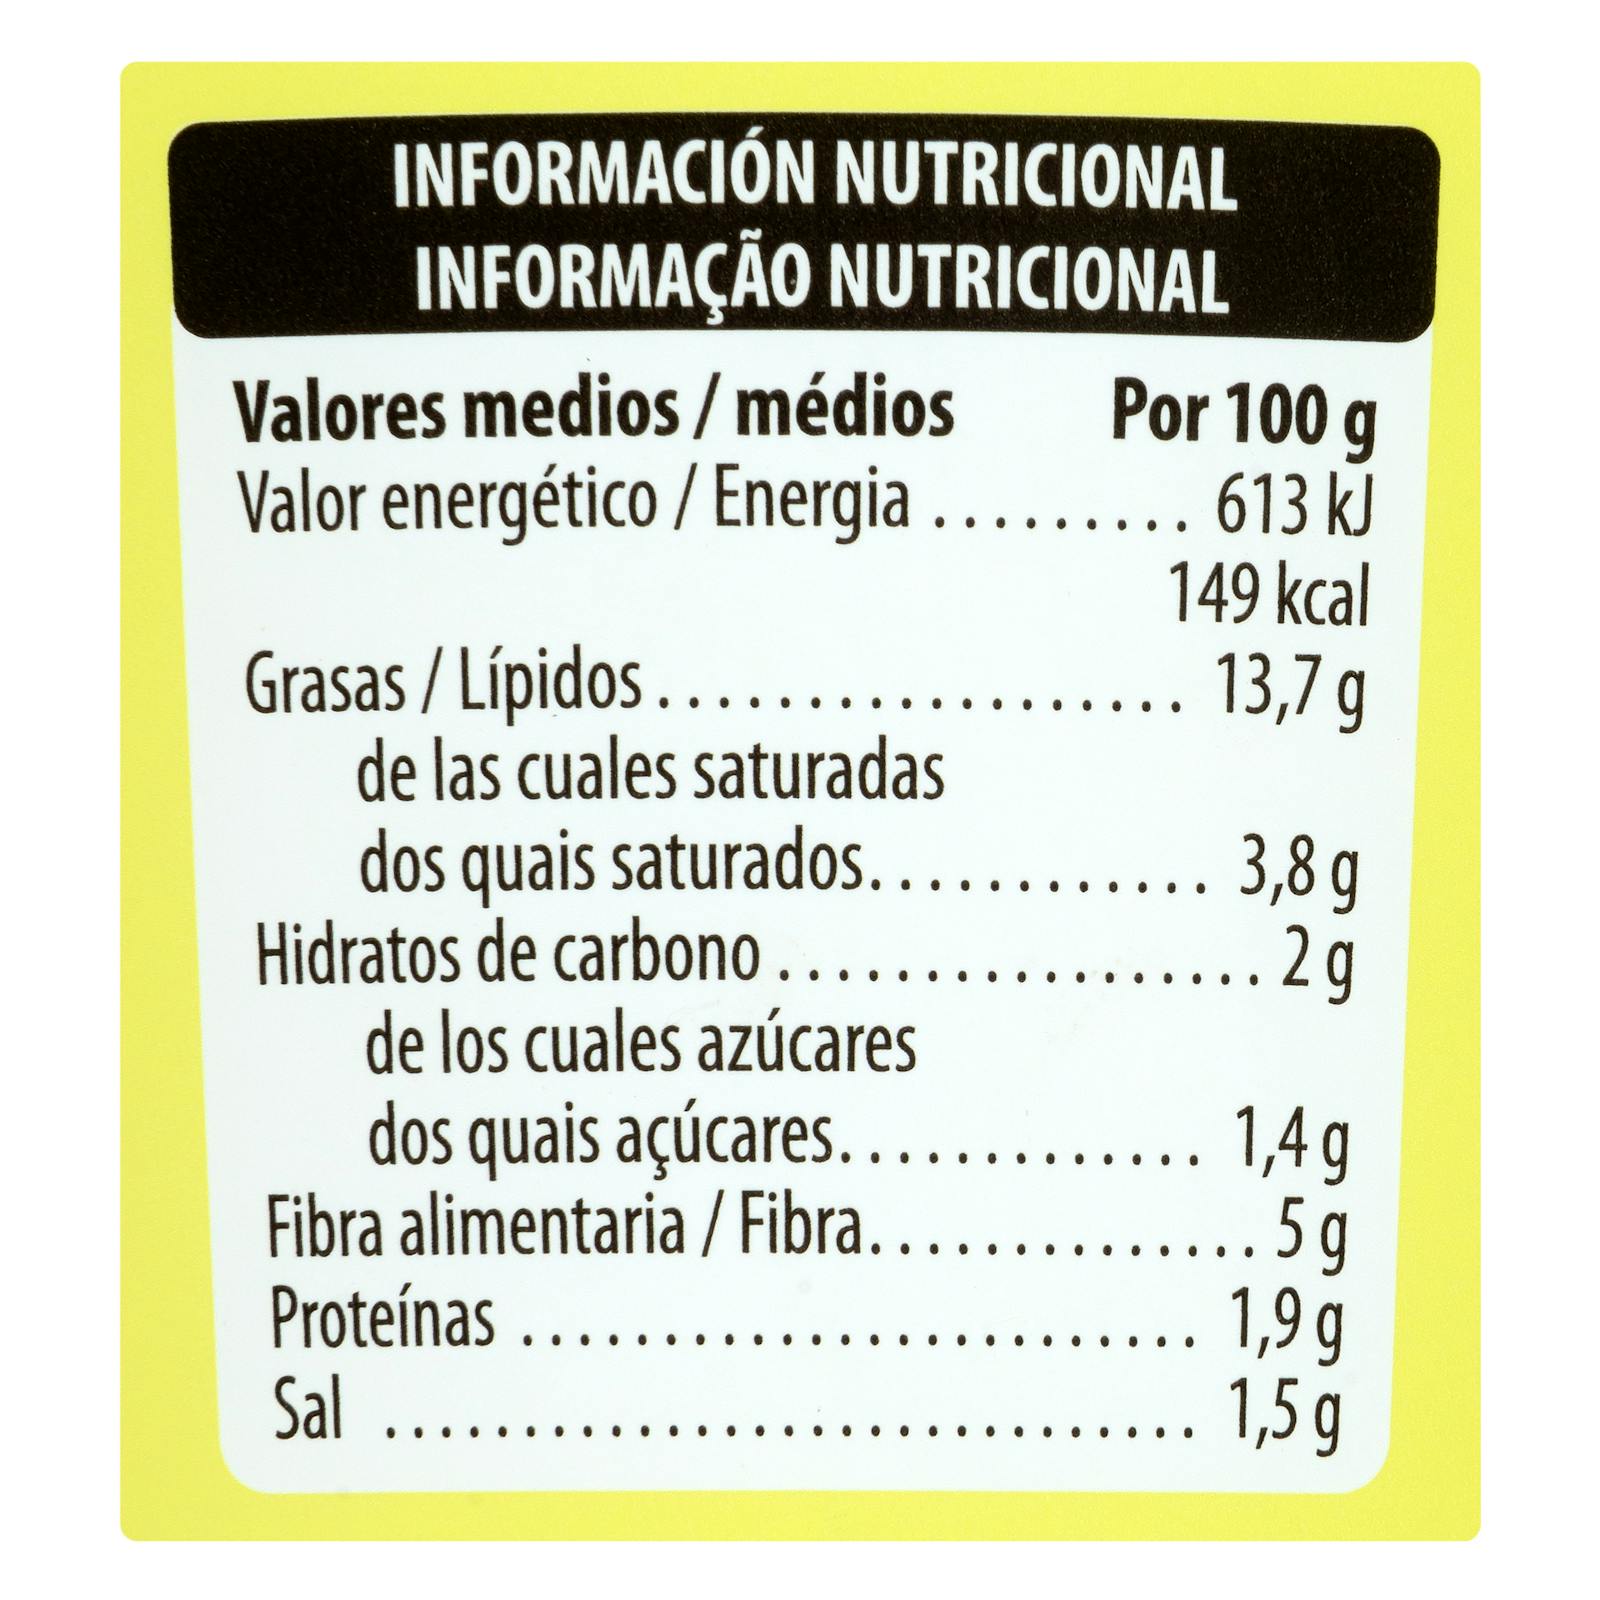 INFORMACIÓN NUTRICIONAL
INFORMAÇÃO NUTRICIONAL
Valores medios / médios Por 100 g
Valor energético / Energia ......... 613 kJ
149 kcal
Grasas / Lípidos ................... 13,7 g
de las cuales saturadas
dos quais saturados............. 3,8 g
Hidratos de carbono ................. 2 g
de los cuales azúcares
dos quais açúcares.............. 1,4 g
Fibra alimentaria / Fibra.............. 5 g
Proteínas ........................ 1,9 g
Sal ............................. 1,5 g